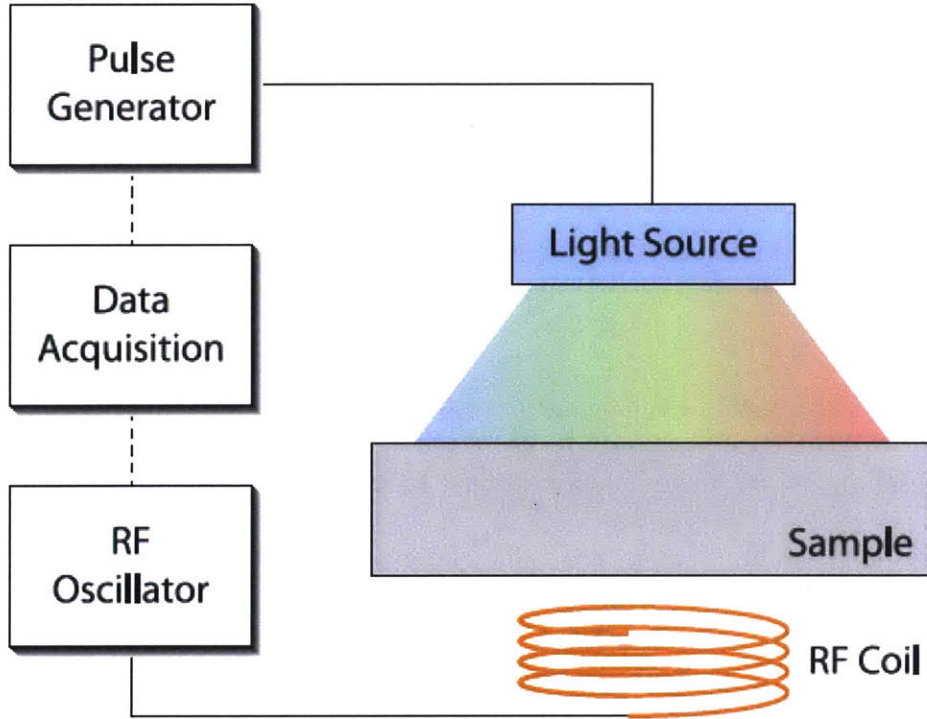 Pulse
Generator
Light Source
Data
Acquisition
RF
Oscillator
Sample
RF Coil